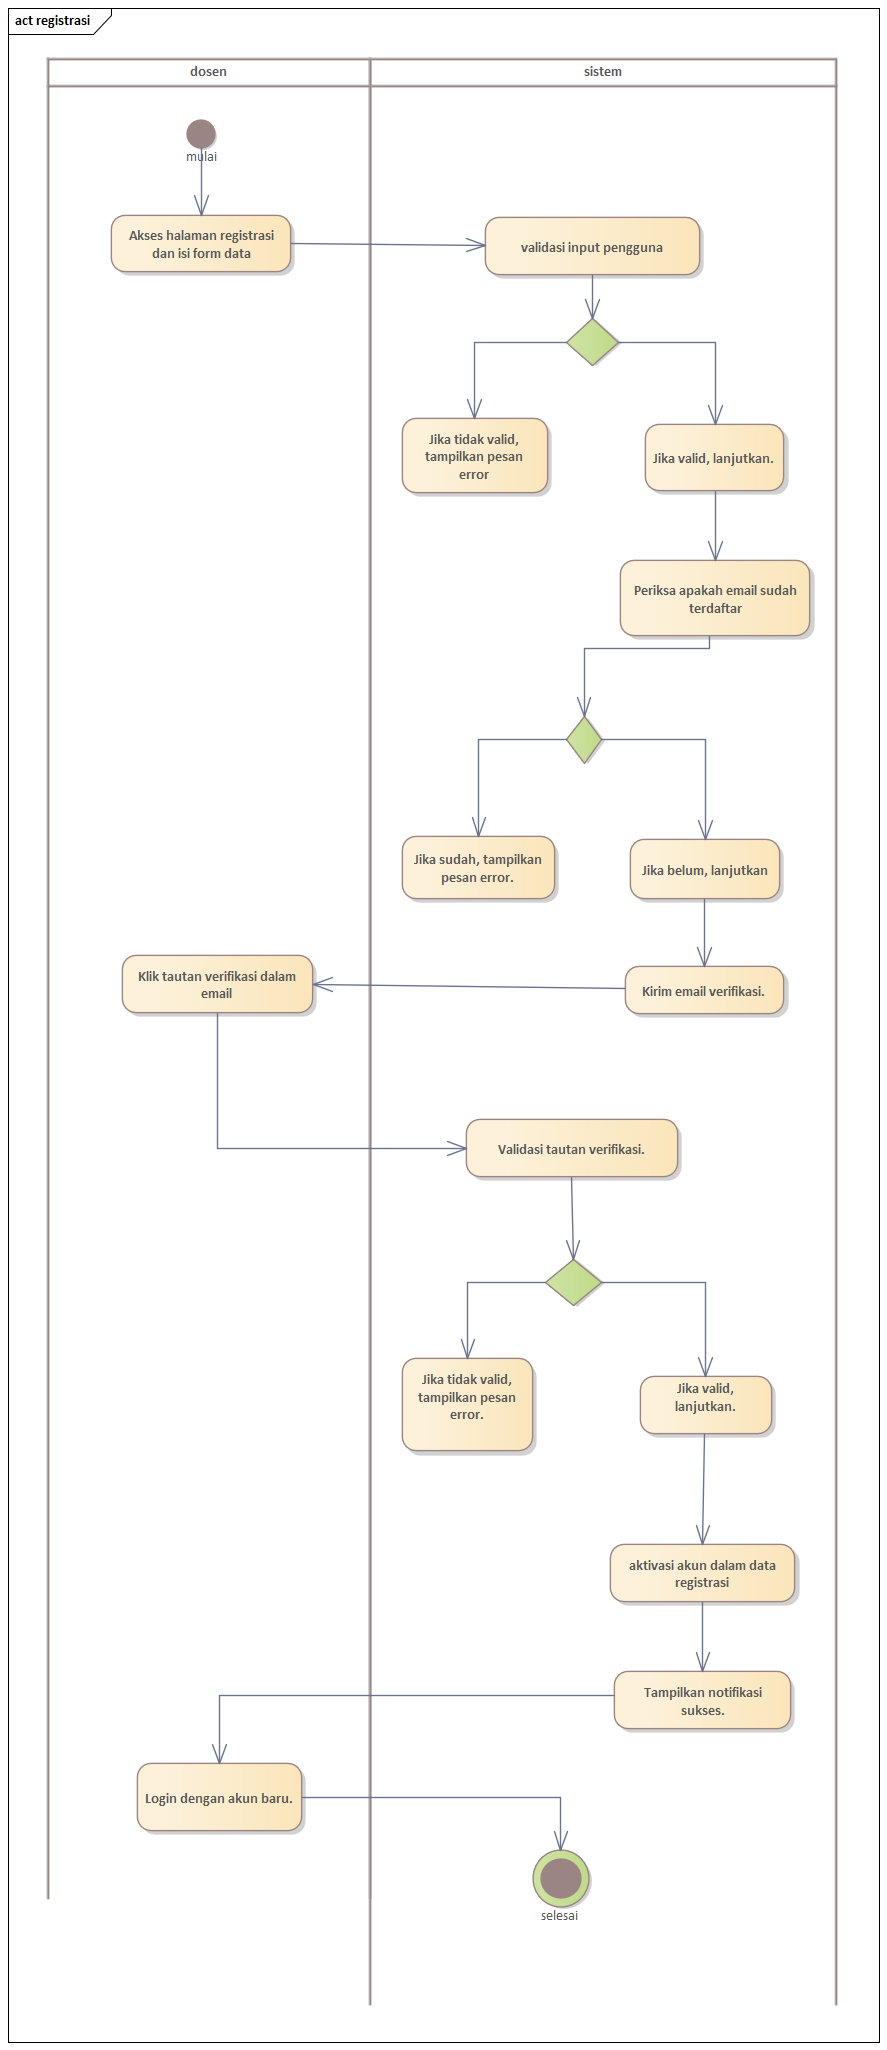 act registrasi
dosen
sistem
mulai
Akses halaman registrasi
dan isi form data
validasi input pengguna
Jika tidak valid,
tampilkan pesan
error
Jika valid, lanjutkan.
Periksa apakah email sudah
terdaftar
Jika sudah, tampilkan
pesan error.
Jika belum, lanjutkan
Klik tautan verifikasi dalam
email
Kirim email verifikasi.
Validasi tautan verifikasi.
Jika tidak valid,
tampilkan pesan
error.
Jika valid,
lanjutkan.
aktivasi akun dalam data
registrasi
Tampilkan notifikasi
sukses.
Login dengan akun baru.
selesai